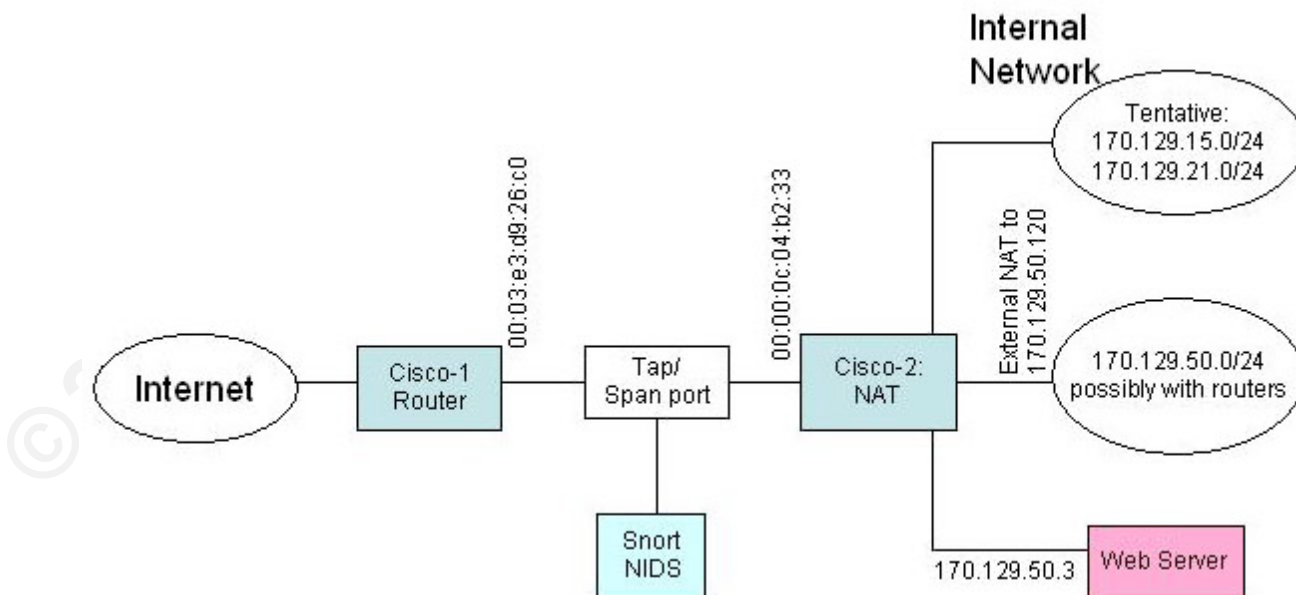 Internal
Network
Tentative:
170.129.15.0/24
170.129.21.0/24
00:03:e3:d9:26:c0
00:00:0c:04:b2:33
External NAT to
170.129.50.120
Internet
Cisco-1
Router
Tap/
Span port
Cisco-2:
NAT
170.129.50.0/24
possibly with routers
Snort
NIDS
170.129.50.3
Web Server
©